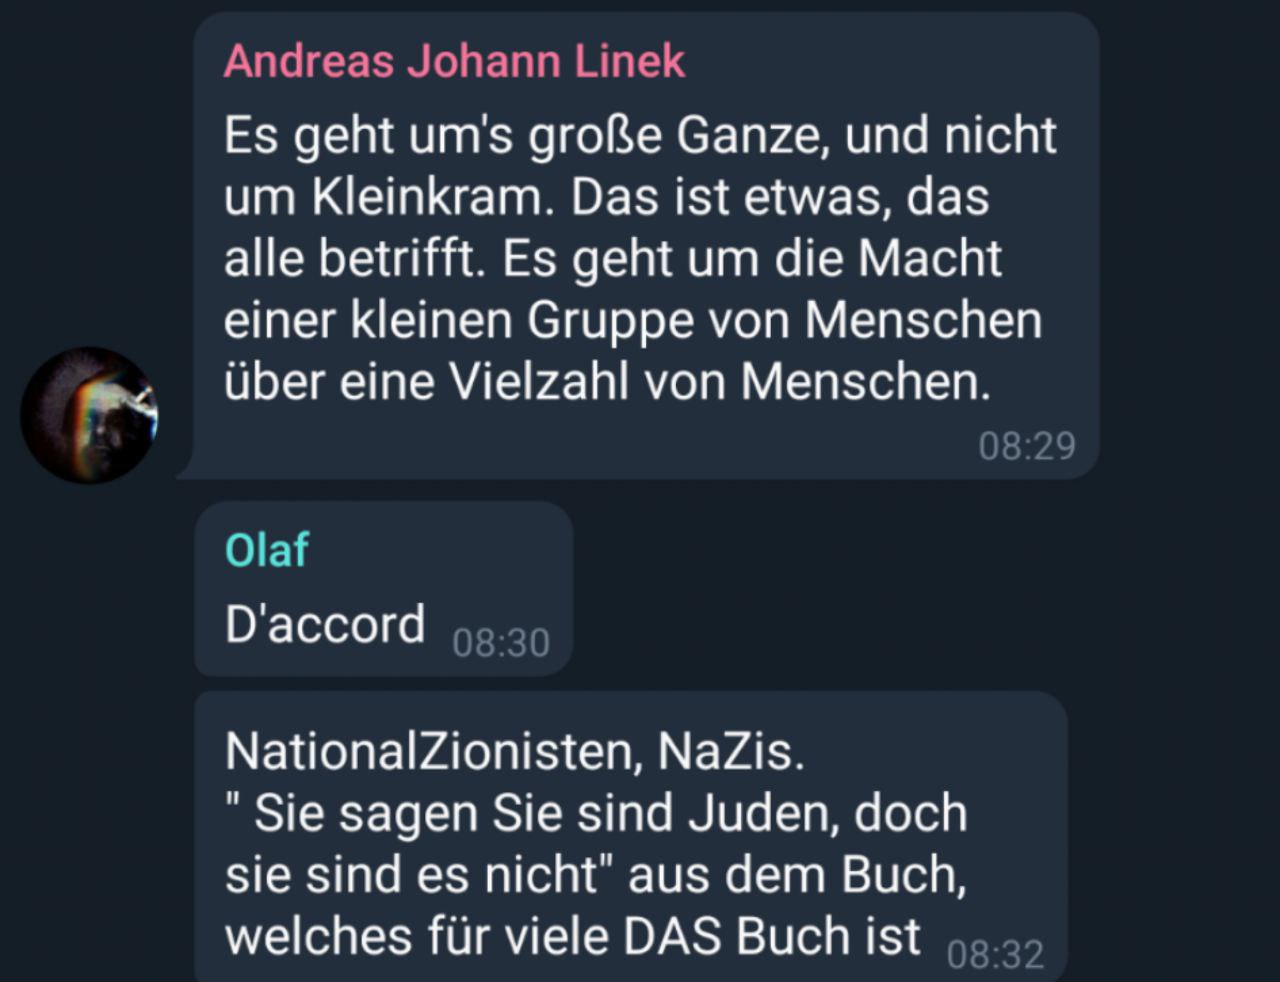 Andreas Johann Linek
Es geht um's große Ganze, und nicht
um Kleinkram. Das ist etwas, das
alle betrifft. Es geht um die Macht
einer kleinen Gruppe von Menschen
über eine Vielzahl von Menschen.
08:29
Olaf
D'accord 08:30
NationalZionisten, NaZis.
" Sie sagen Sie sind Juden, doch
sie sind es nicht" aus dem Buch,
welches für viele DAS Buch ist 08:32